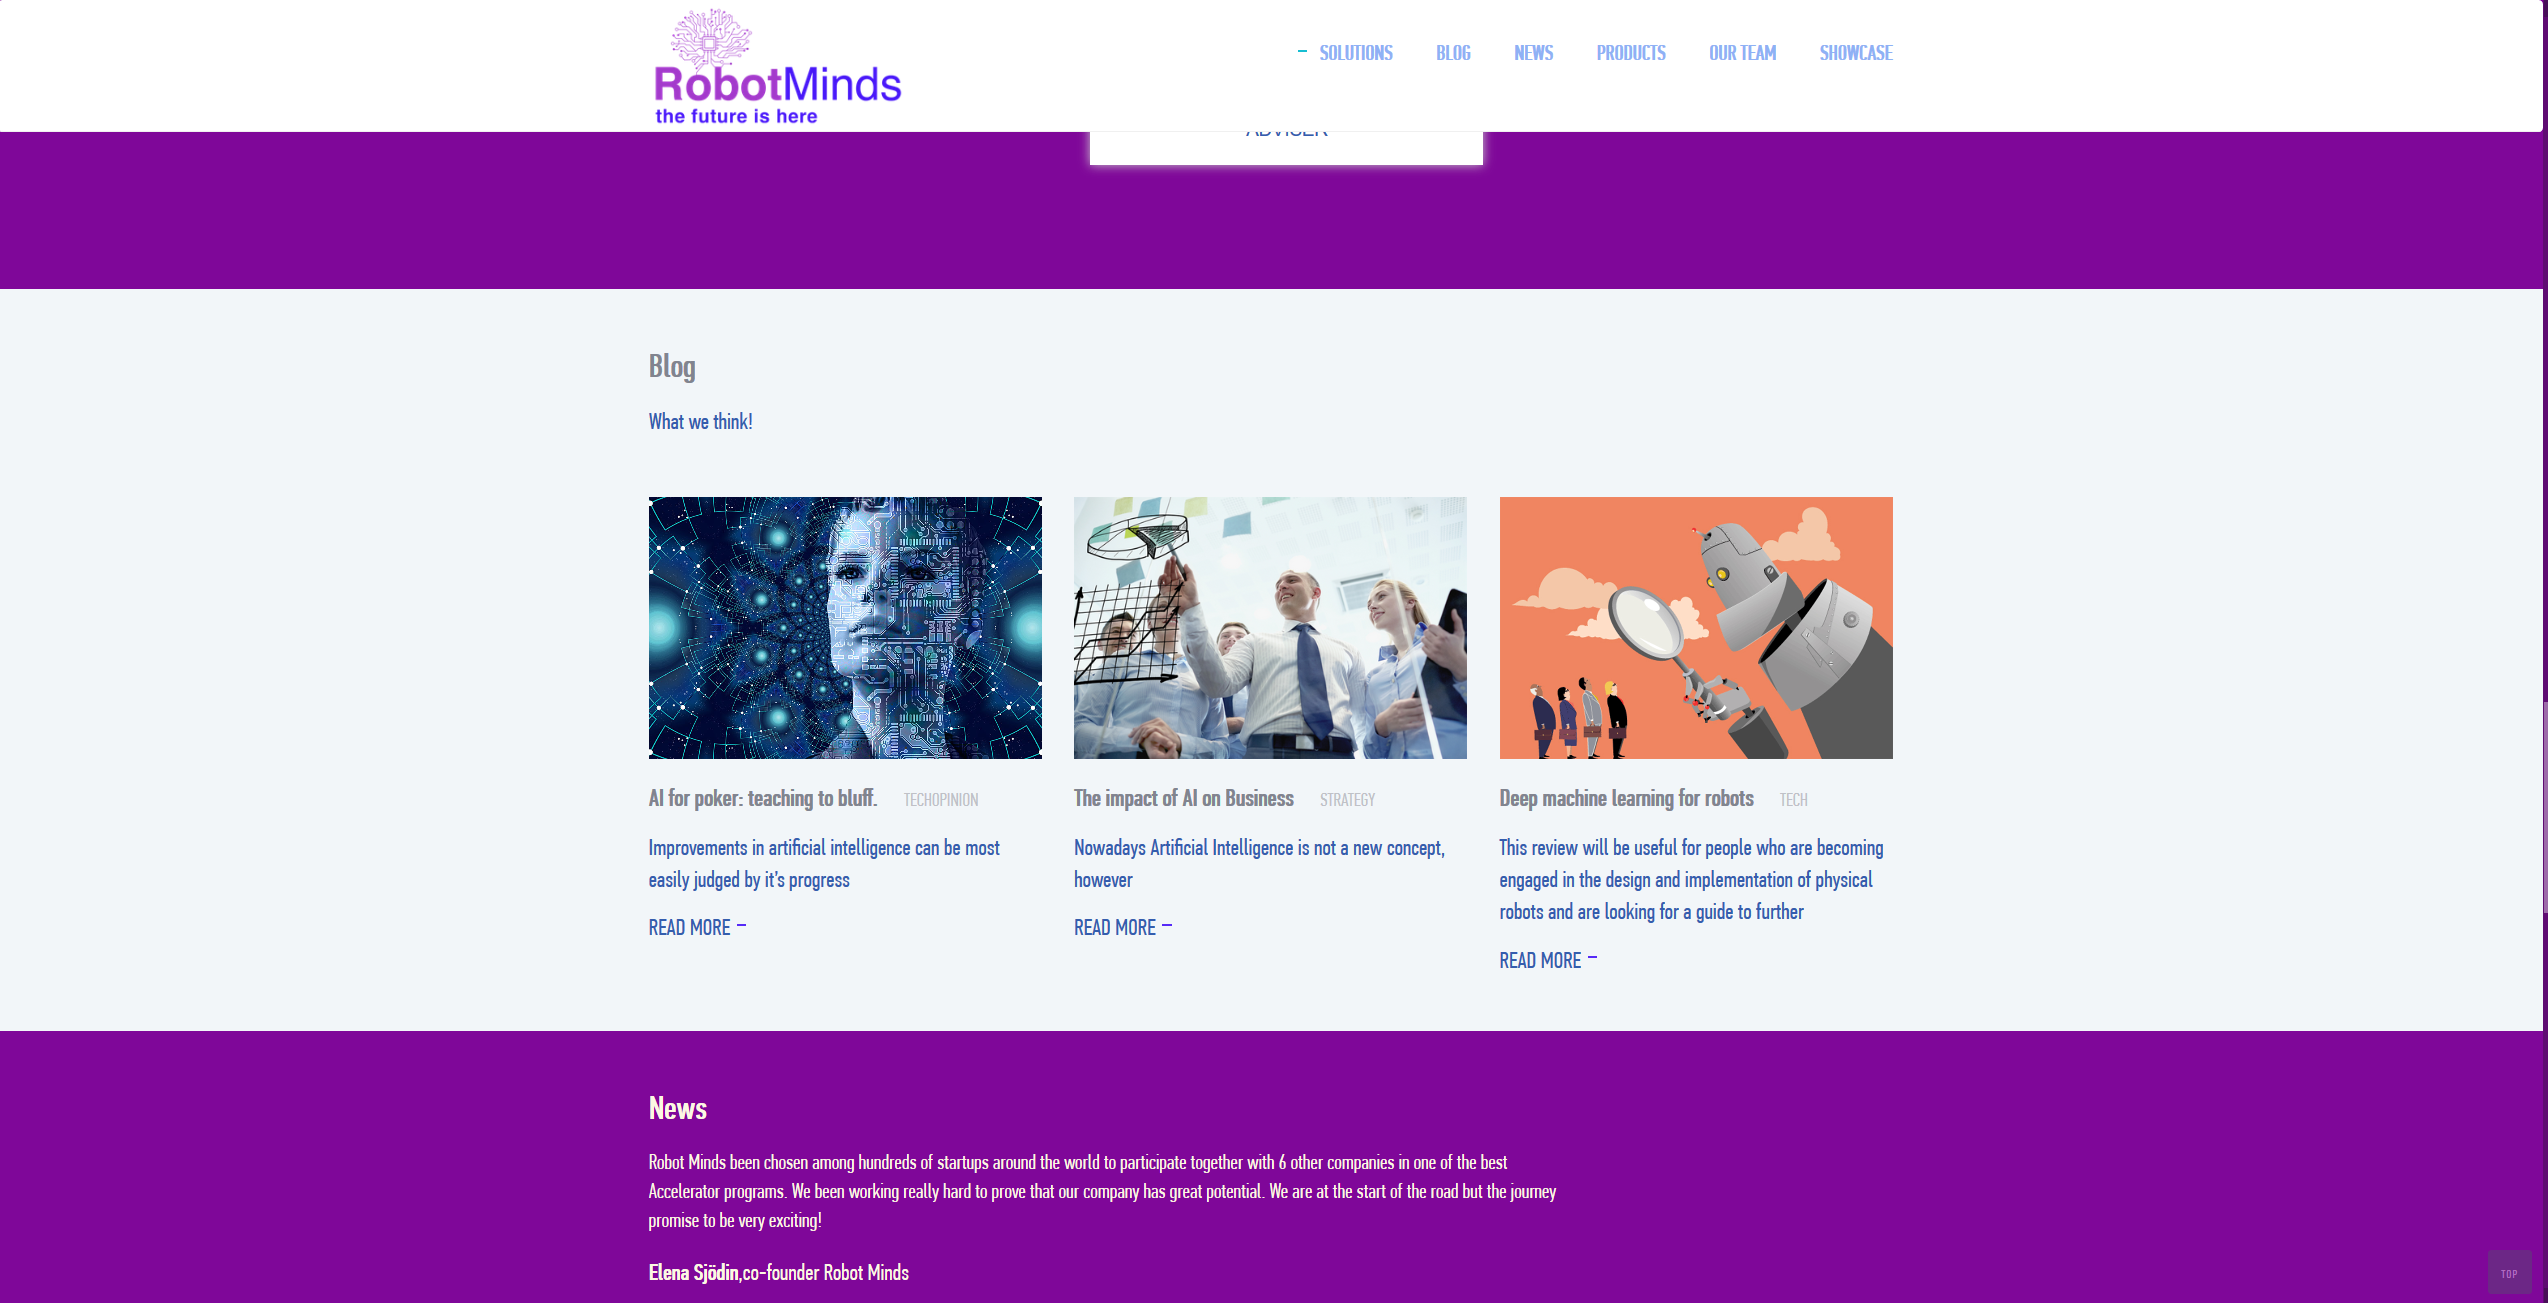 RobotMinds
the future is here
SOLUTIONS BLOG NEWS PRODUCTS OUR TEAM SHOWCASE
ADVISER
Blog
What we think!
AI for poker: teaching to bluff. TECHOPINION
Improvements in artificial intelligence can be most
easily judged by it's progress
READ MORE
The impact of AI on Business STRATEGY
Nowadays Artificial Intelligence is not a new concept,
however
READ MORE
Deep machine learning for robots TECH
This review will be useful for people who are becoming
engaged in the design and implementation of physical
robots and are looking for a guide to further
READ MORE
News
Robot Minds been chosen among hundreds of startups around the world to participate together with 6 other companies in one of the best
Accelerator programs. We been working really hard to prove that our company has great potential. We are at the start of the road but the journey
promise to be very exciting!
Elena Sjödin,co-founder Robot Minds
TOP